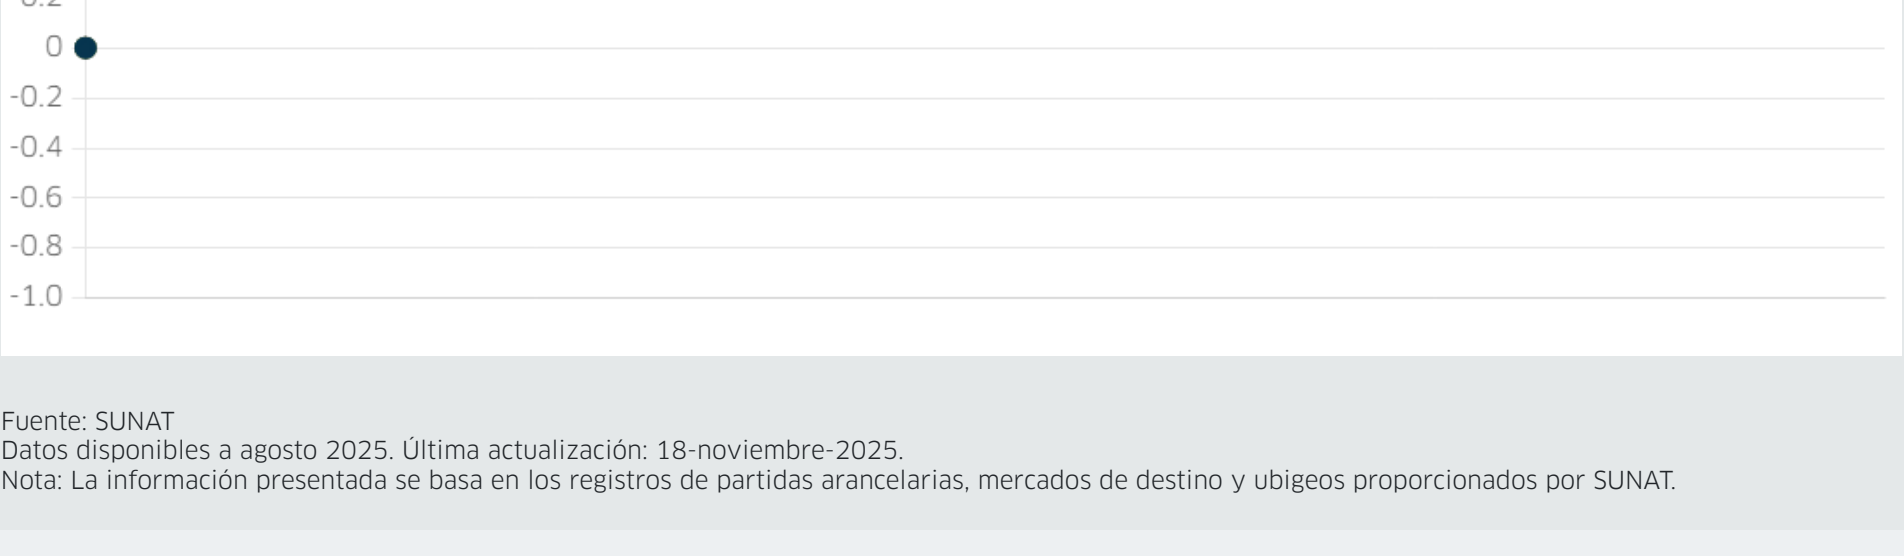 0
-0.2
-0.4
-0.6
-0.8
-1.0
Fuente: SUNAT
Datos disponibles a agosto 2025. Última actualización: 18-noviembre-2025.
Nota: La información presentada se basa en los registros de partidas arancelarias, mercados de destino y ubigeos proporcionados por SUNAT.